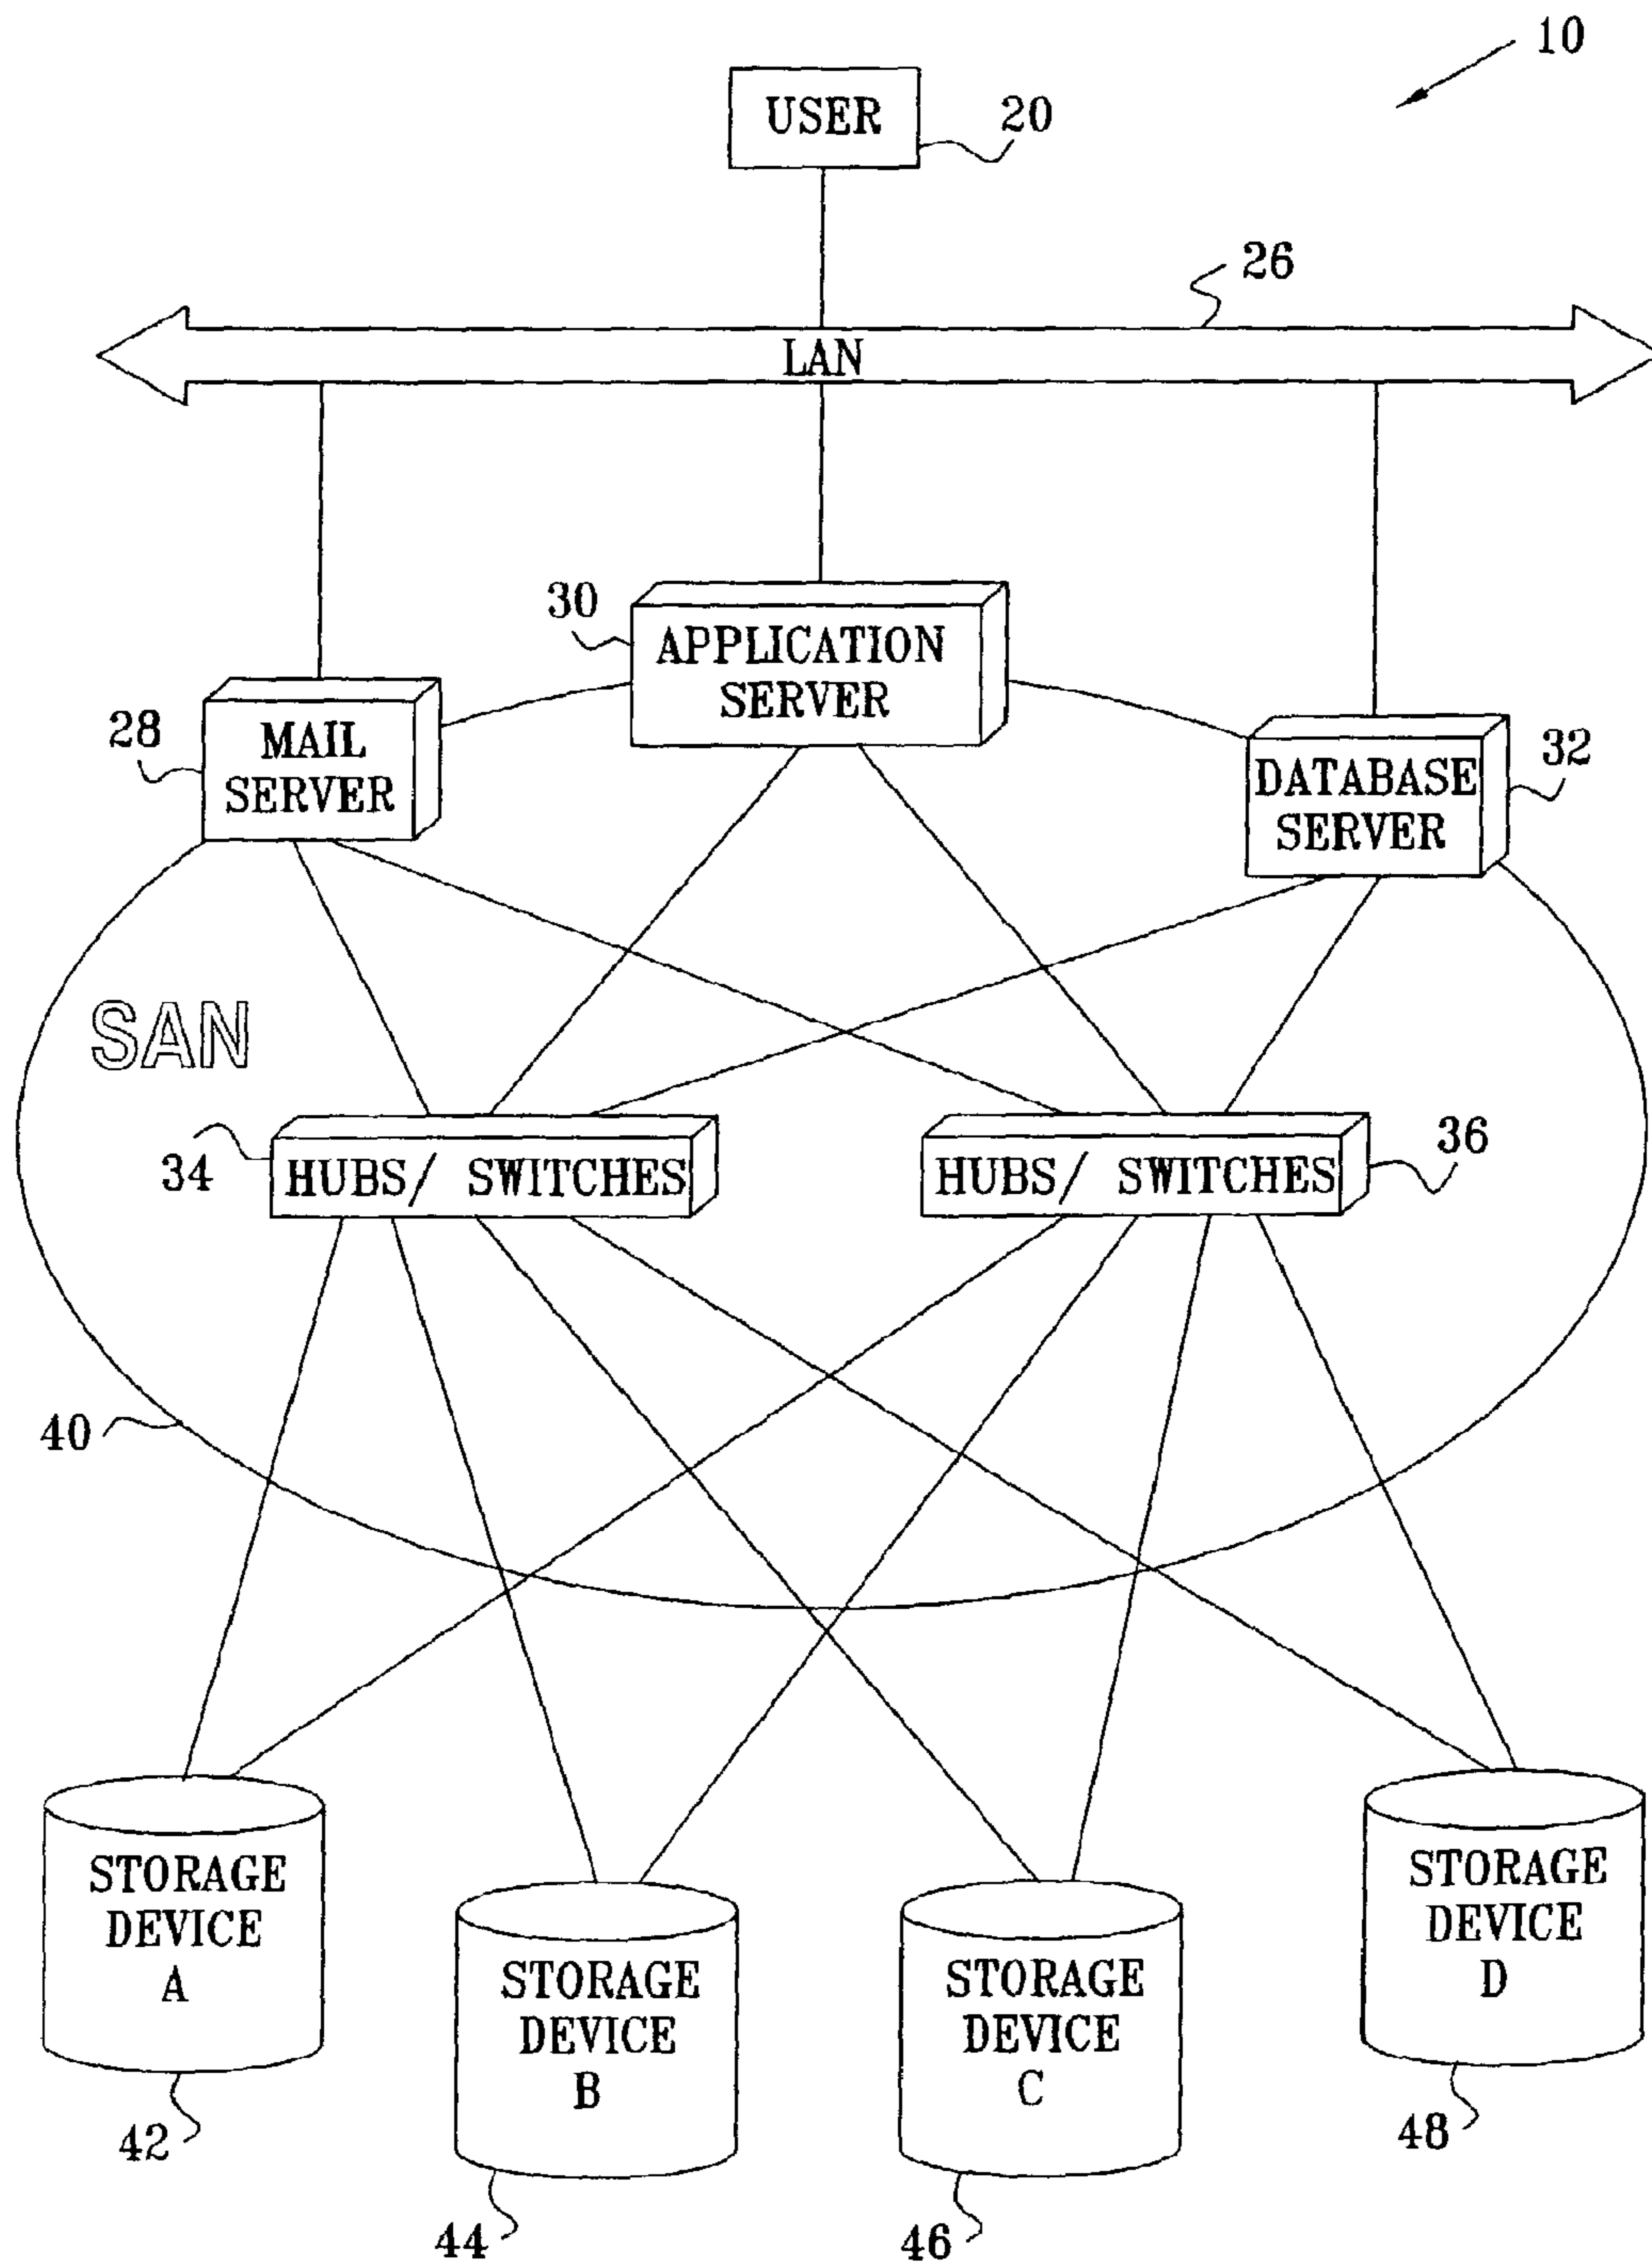 10
USER
20
26
LAN
30
APPLICATION
SERVER
28
MAIL
SERVER
32
DATABASE
SERVER
SAN
34
HUBS/ SWITCHES
HUBS/ SWITCHES
36
40
STORAGE
DEVICE
A
42
STORAGE
DEVICE
B
44
STORAGE
DEVICE
C
46
STORAGE
DEVICE
D
48